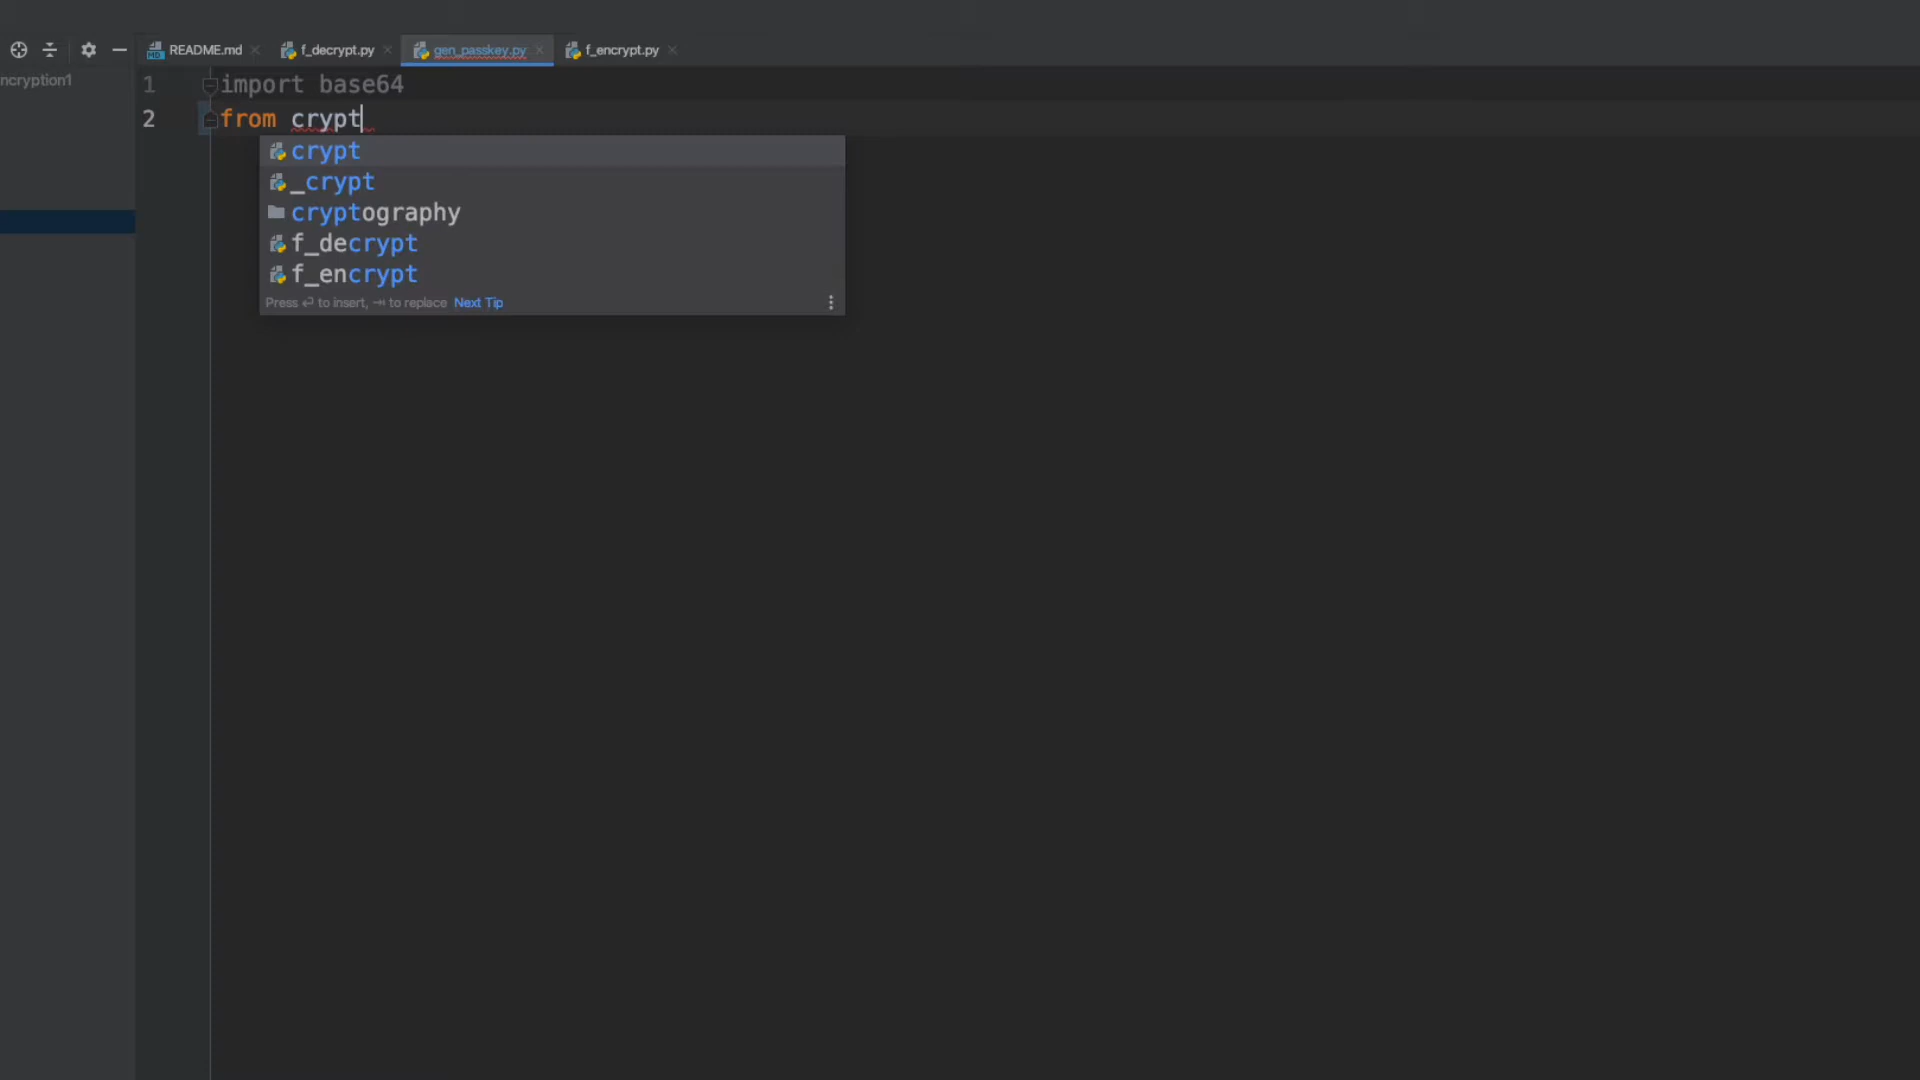 README.md f_decrypt.py gen_passkey.py f_encrypt.py
ncryption1
1 import base64
2 from crypt
crypt
_crypt
cryptography
f_decrypt
f_encrypt
Press ⏎ to insert, ⇥ to replace Next Tip